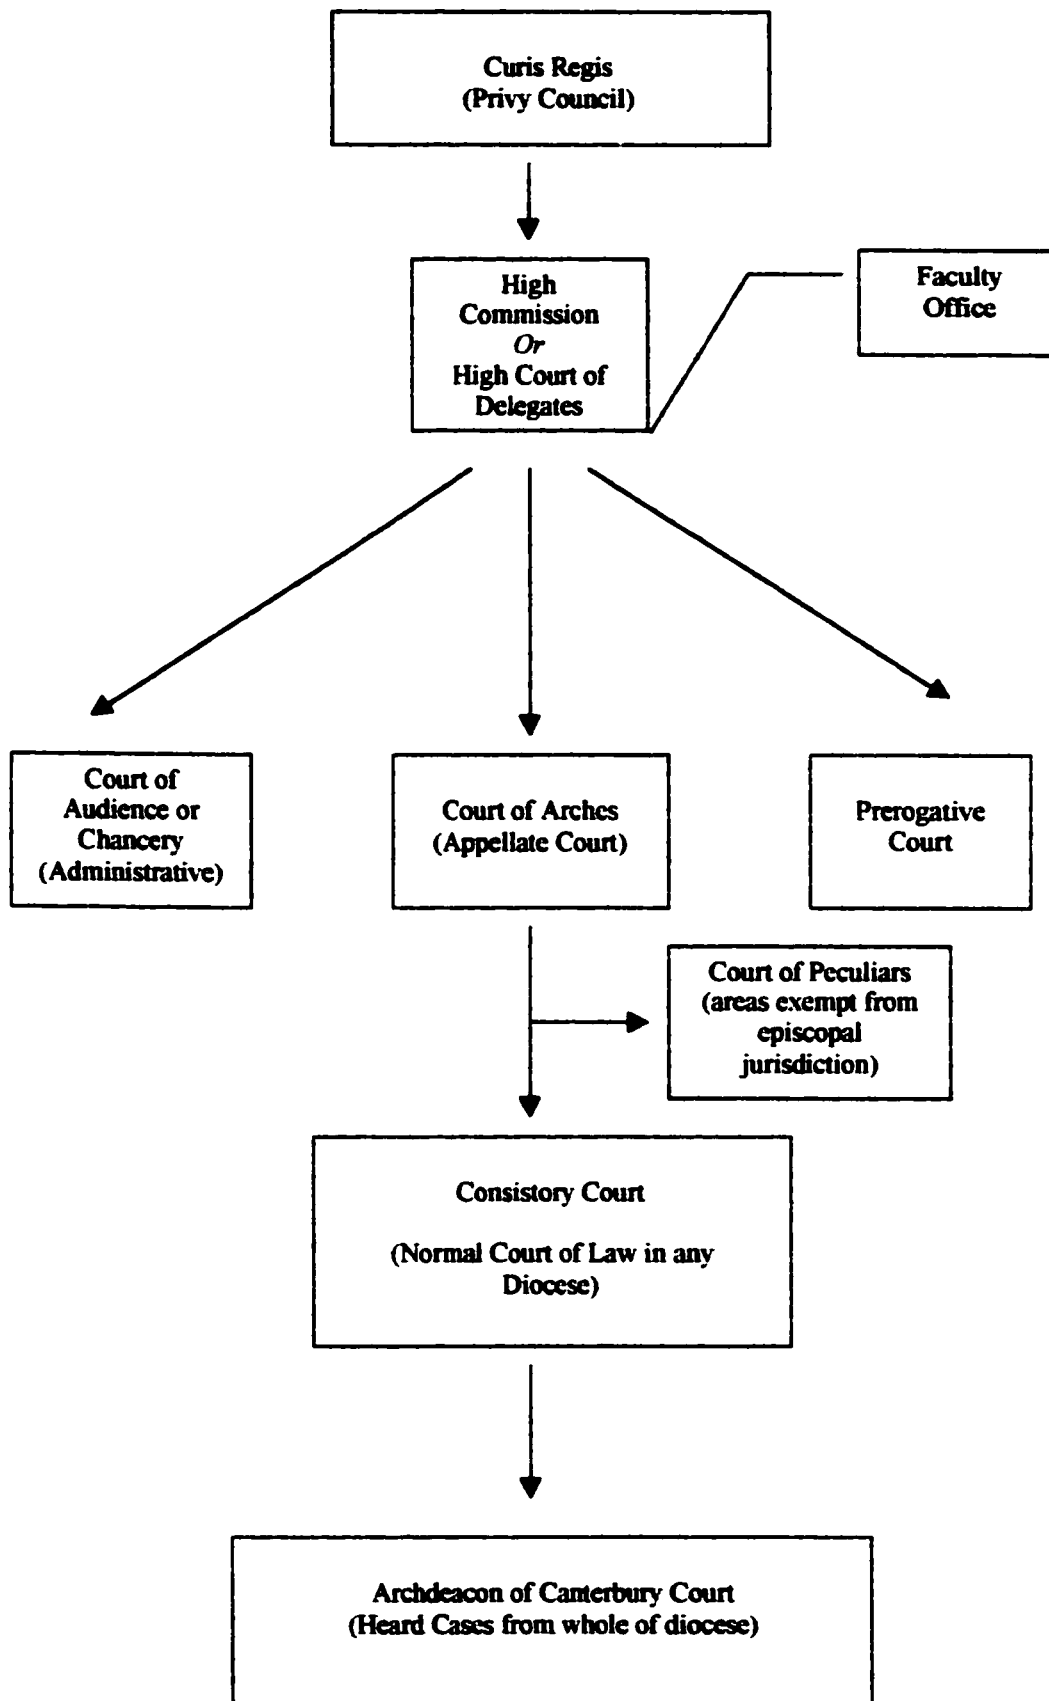 Curis Regis
(Privy Council)
High
Commission
Or
High Court of
Delegates
Faculty
Office
Court of
Audience or
Chancery
(Administrative)
Court of Arches
(Appellate Court)
Prerogative
Court
Court of Peculiars
(areas exempt from
episcopal
jurisdiction)
Consistory Court
(Normal Court of Law in any
Diocese)
Archdeacon of Canterbury Court
(Heard Cases from whole of diocese)